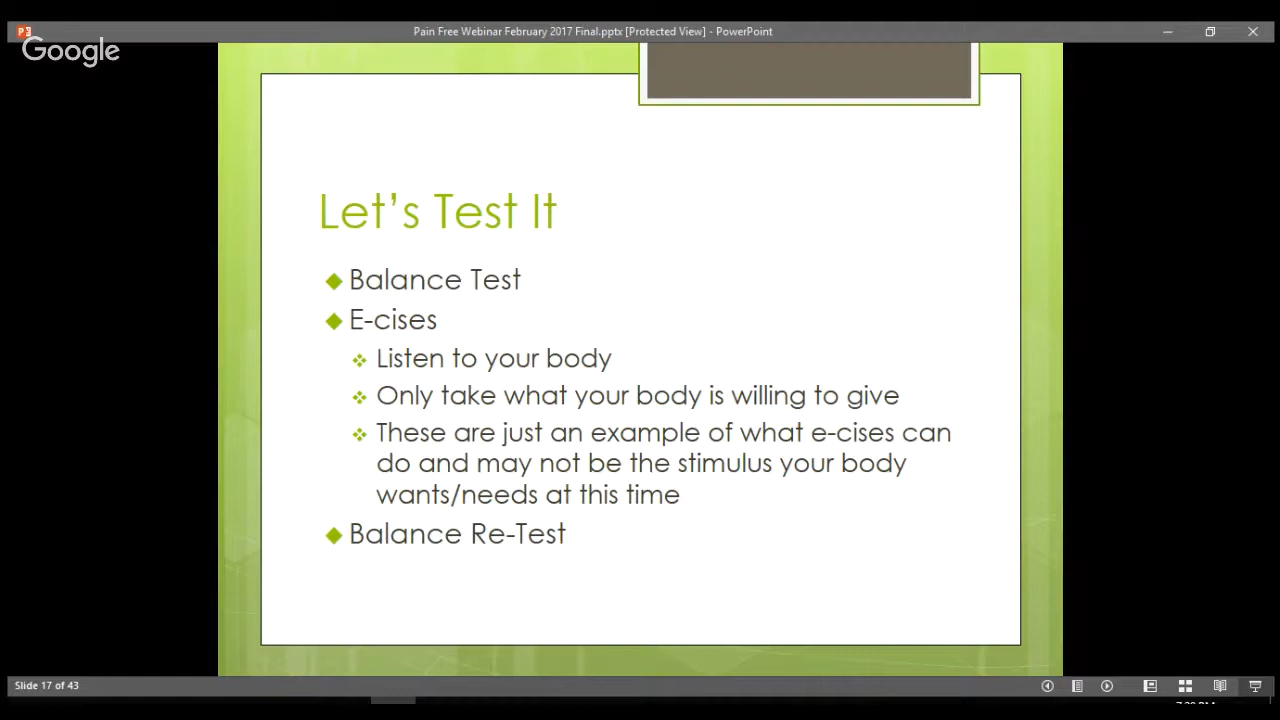 Pain Free Webinar February 2017 Final.pptx [Protected View] - PowerPoint
Google
Let’s Test It
Balance Test
E-cises
Listen to your body
Only take what your body is willing to give
These are just an example of what e-cises can
do and may not be the stimulus your body
wants/needs at this time
Balance Re-Test
Slide 17 of 43